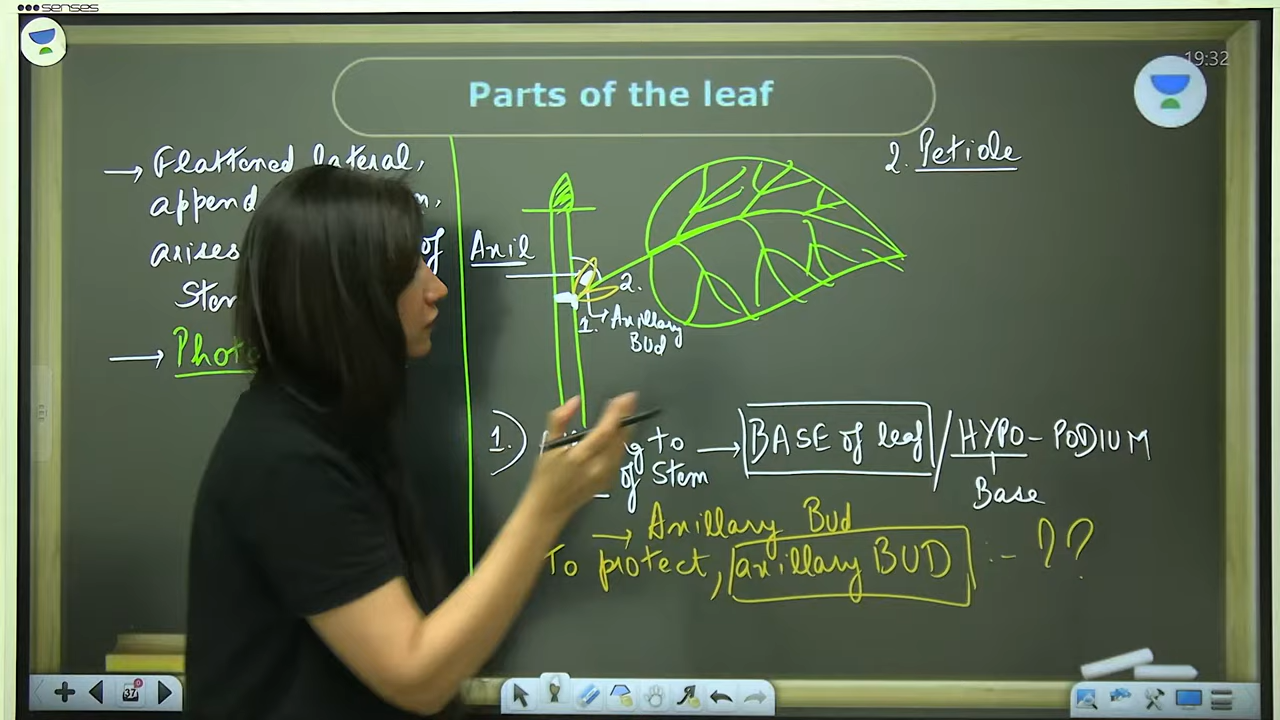 senses
19:32
Parts of the leaf
→ Flattened lateral,
append
arises of
Stem
→ Photo
Axil
2.
1. → Axillary
Bud
2. Petiole
1.) to → BASE of leaf / HYPO - PODIUM
of Stem
Base
→ Axillary Bud
To protect, axillary BUD :- ??
37